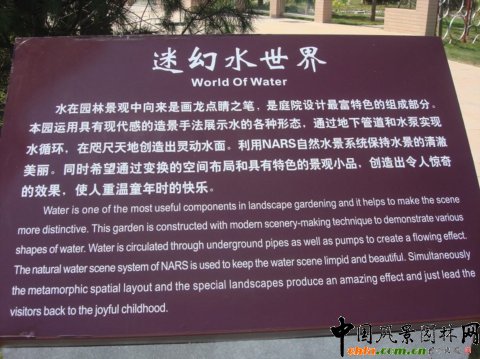 迷幻水世界
World Of Water
水在园林景观中向来是画龙点睛之笔，是庭院设计最富特色的组成部分。
本园运用具有现代感的造景手法展示水的各种形态，通过地下管道和水泵实现
水循环，在咫尺天地创造出灵动水面。利用NARS自然水景系统保持水景的清澈
美丽。同时希望通过变换的空间布局和具有特色的景观小品，创造出令人惊奇
的效果，使人重温童年时的快乐。
Water is one of the most useful components in landscape gardening and it helps to make the scene
more distinctive. This garden is constructed with modern scenery-making technique to demonstrate various
shapes of water. Water is circulated through underground pipes as well as pumps to create a flowing effect.
The natural water scene system of NARS is used to keep the water scene limpid and beautiful. Simultaneously
the metamorphic spatial layout and the special landscapes produce an amazing effect and just lead the
visitors back to the joyful childhood.
中国风景园林网
chla.com.cn